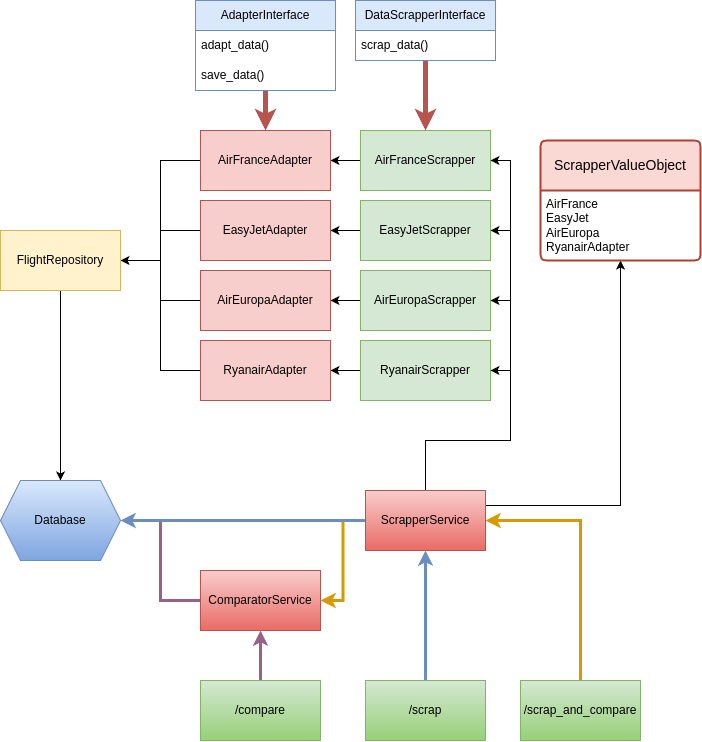 AdapterInterface
adapt_data()
save_data()
DataScrapperInterface
scrap_data()
AirFranceAdapter
AirFranceScrapper
ScrapperValueObject
AirFrance
EasyJet
AirEuropa
RyanairAdapter
EasyJetAdapter
EasyJetScrapper
FlightRepository
AirEuropaAdapter
AirEuropaScrapper
RyanairAdapter
RyanairScrapper
Database
ScrapperService
ComparatorService
/compare
/scrap
/scrap_and_compare